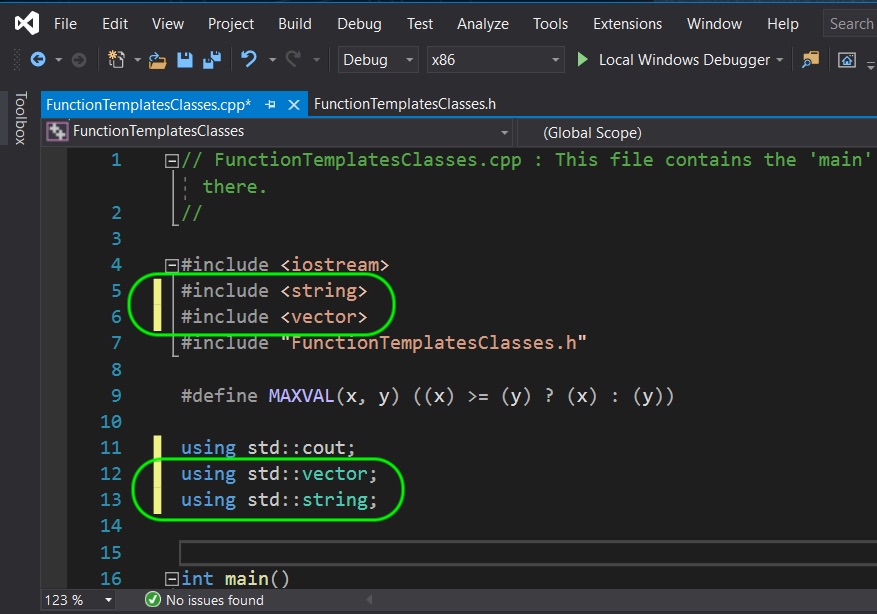 File Edit View Project Build Debug Test Analyze Tools Extensions Window Help Search
Debug x86 Local Windows Debugger
Toolbox
FunctionTemplatesClasses.cpp* FunctionTemplatesClasses.h
FunctionTemplatesClasses (Global Scope)
1 // FunctionTemplatesClasses.cpp : This file contains the 'main'
there.
2 //
3
4 #include <iostream>
5 #include <string>
6 #include <vector>
7 #include "FunctionTemplatesClasses.h"
8
9 #define MAXVAL(x, y) ((x) >= (y) ? (x) : (y))
10
11 using std::cout;
12 using std::vector;
13 using std::string;
14
15
16 int main()
123 % No issues found